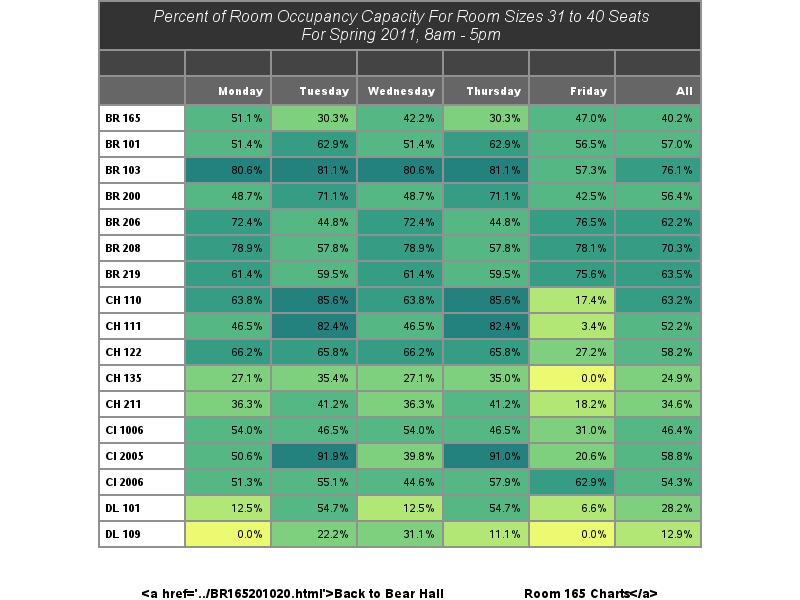 Percent of Room Occupancy Capacity For Room Sizes 31 to 40 Seats
For Spring 2011, 8am - 5pm
Monday Tuesday Wednesday Thursday Friday All
BR 165 51.1% 30.3% 42.2% 30.3% 47.0% 40.2%
BR 101 51.4% 62.9% 51.4% 62.9% 56.5% 57.0%
BR 103 80.6% 81.1% 80.6% 81.1% 57.3% 76.1%
BR 200 48.7% 71.1% 48.7% 71.1% 42.5% 56.4%
BR 206 72.4% 44.8% 72.4% 44.8% 76.5% 62.2%
BR 208 78.9% 57.8% 78.9% 57.8% 78.1% 70.3%
BR 219 61.4% 59.5% 61.4% 59.5% 75.6% 63.5%
CH 110 63.8% 85.6% 63.8% 85.6% 17.4% 63.2%
CH 111 46.5% 82.4% 46.5% 82.4% 3.4% 52.2%
CH 122 66.2% 65.8% 66.2% 65.8% 27.2% 58.2%
CH 135 27.1% 35.4% 27.1% 35.0% 0.0% 24.9%
CH 211 36.3% 41.2% 36.3% 41.2% 18.2% 34.6%
CI 1006 54.0% 46.5% 54.0% 46.5% 31.0% 46.4%
CI 2005 50.6% 91.9% 39.8% 91.0% 20.6% 58.8%
CI 2006 51.3% 55.1% 44.6% 57.9% 62.9% 54.3%
DL 101 12.5% 54.7% 12.5% 54.7% 6.6% 28.2%
DL 109 0.0% 22.2% 31.1% 11.1% 0.0% 12.9%
<a href='../BR165201020.html'>Back to Bear Hall Room 165 Charts</a>